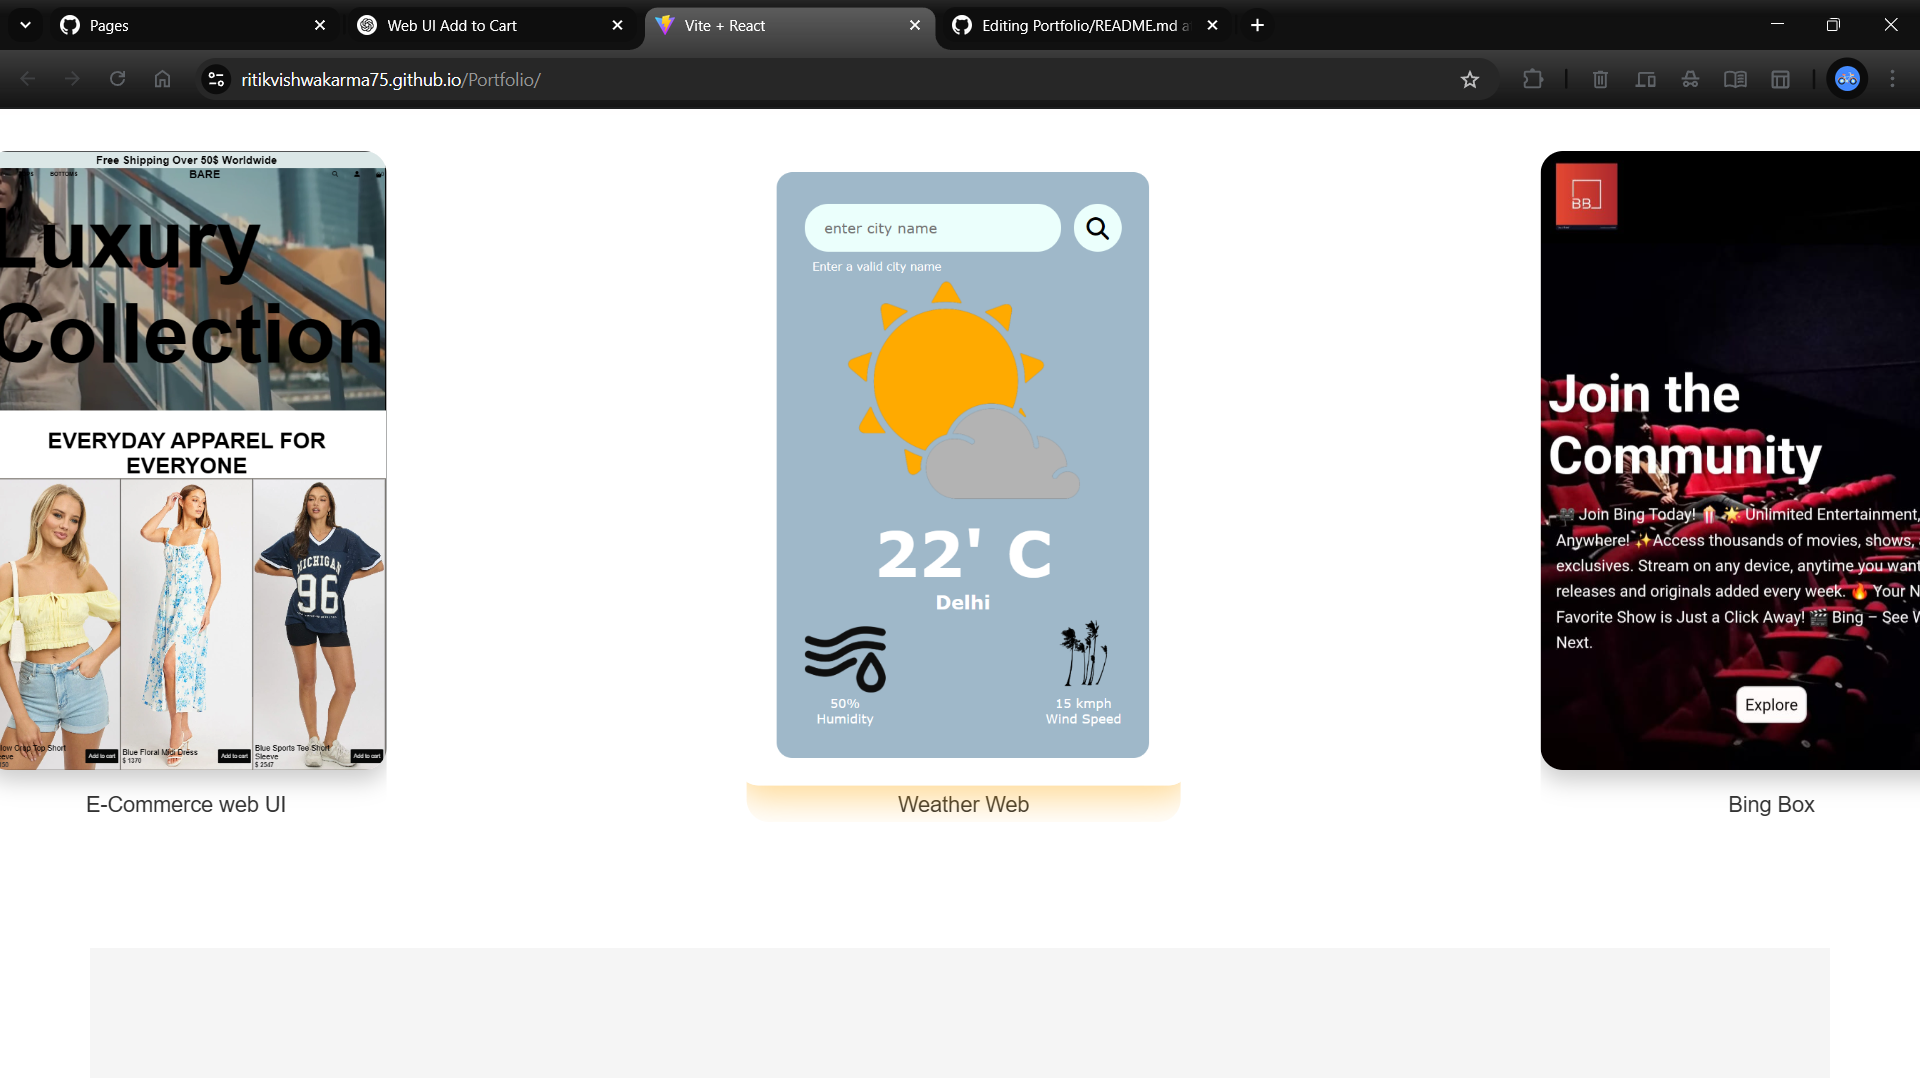 Pages
Web UI Add to Cart
Vite + React
Editing Portfolio/README.md a
ritikvishwakarma75.github.io/Portfolio/
Free Shipping Over 50$ Worldwide
BOTTOMS
BARE
Luxury
Collection
EVERYDAY APPAREL FOR
EVERYONE
MICHIGAN
96
Crop Top Short
Add to cart
Blue Floral Midi Dress
$ 1370
Add to cart
Blue Sports Tee Short
Sleeve
$ 2547
Add to cart
E-Commerce web UI
enter city name
Enter a valid city name
22' C
Delhi
50%
Humidity
15 kmph
Wind Speed
Weather Web
BB
Join the
Community
🎥 Join Bing Today! 🍿 🌟 Unlimited Entertainment,
Anywhere! ✨Access thousands of movies, shows,
exclusives. Stream on any device, anytime you want
releases and originals added every week. 🔥 Your N
Favorite Show is Just a Click Away! 🎬 Bing – See W
Next.
Explore
Bing Box